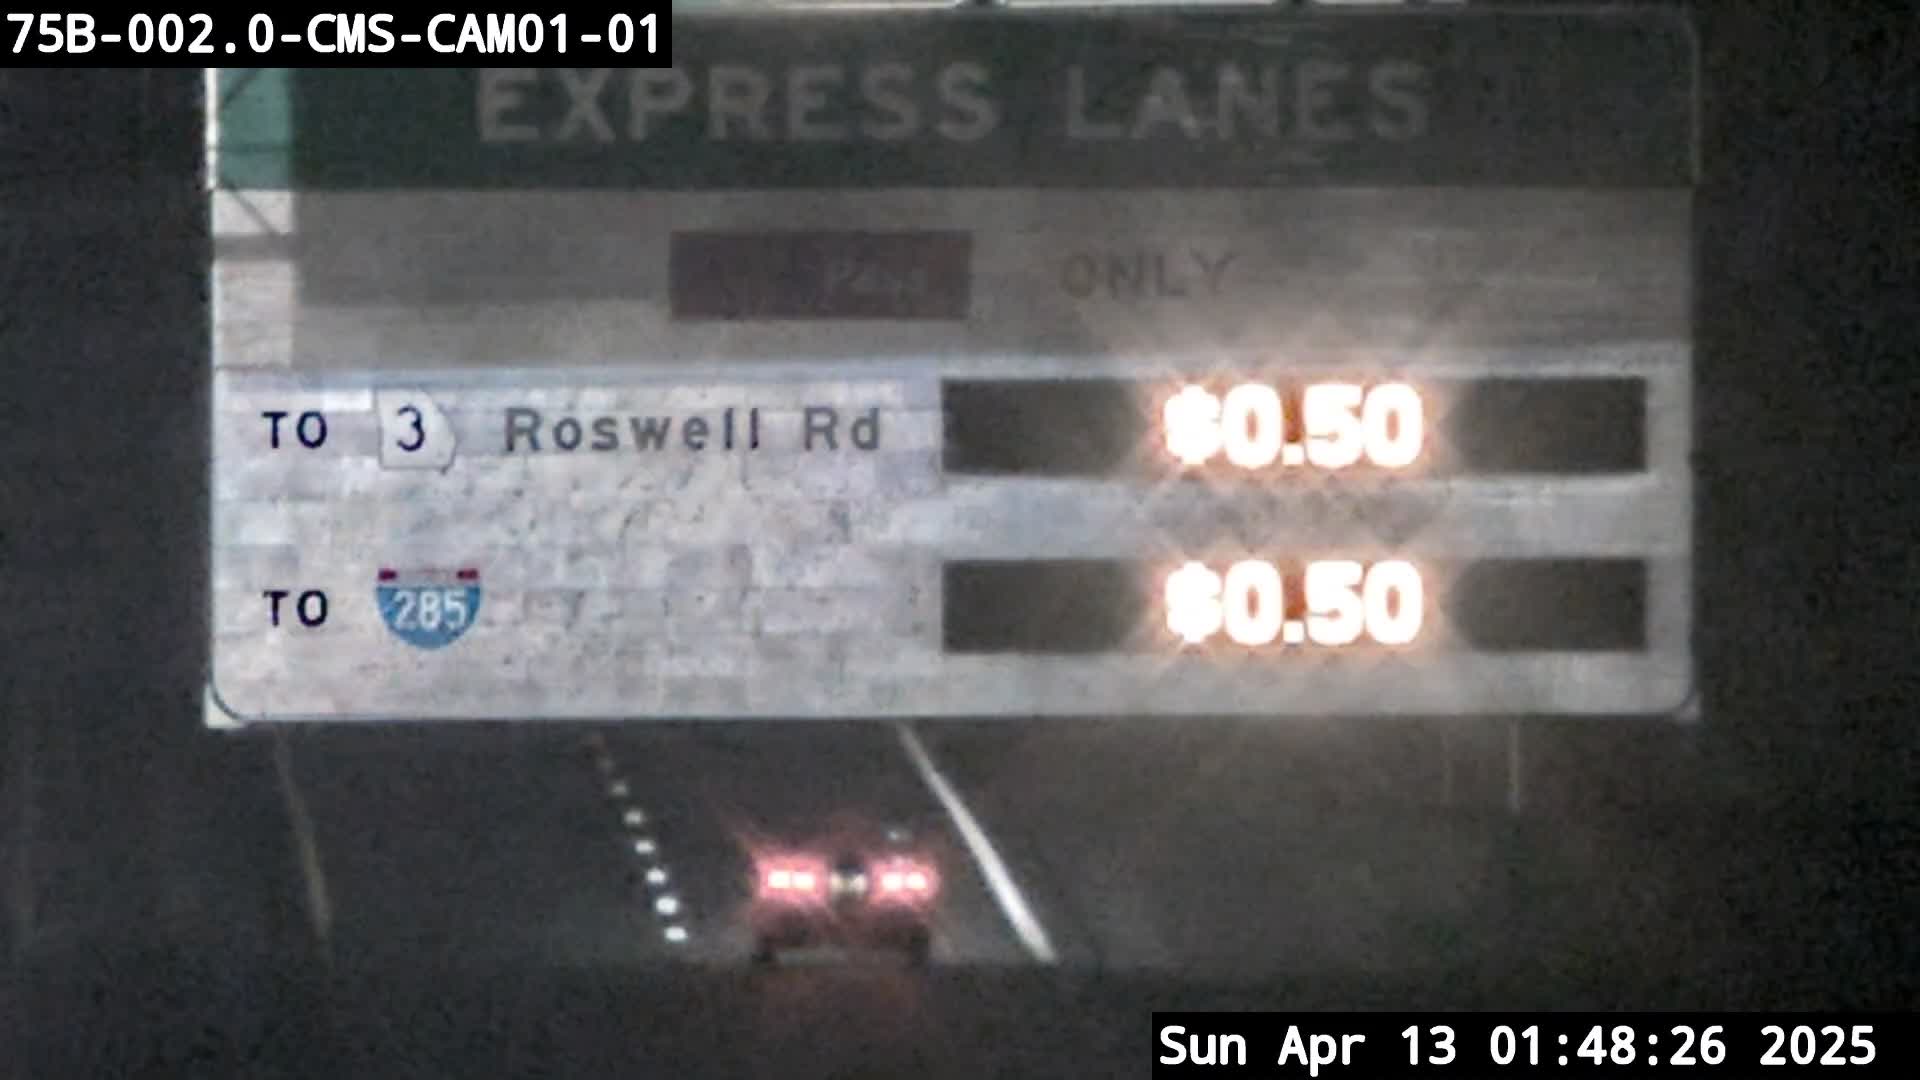 75B-002.0-CMS-CAM01-01
EXPRESS LANES
ONLY
TO 3 Roswell Rd $0.50
TO 285 $0.50
Sun Apr 13 01:48:26 2025